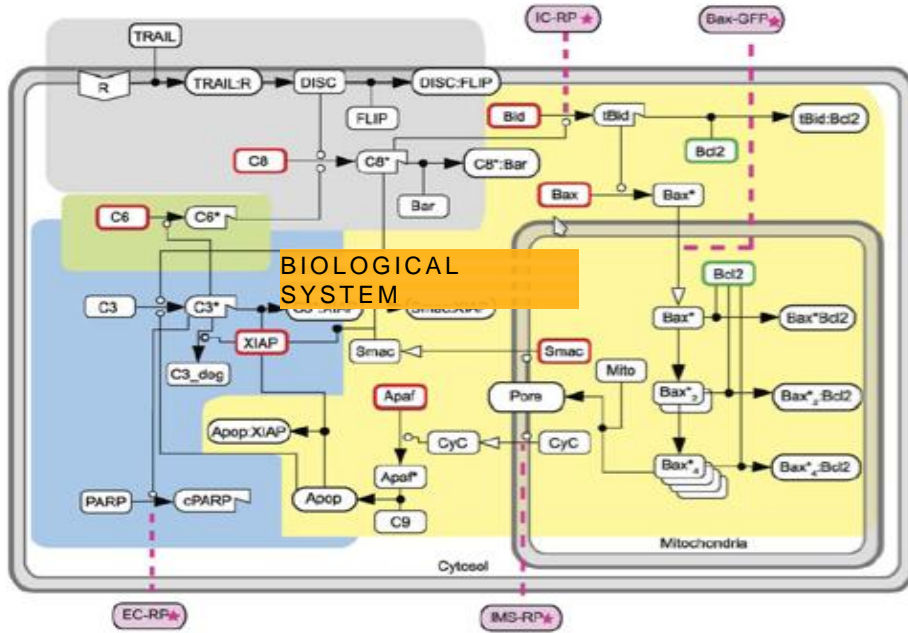 IC-RP
Bax-GFP
TRAIL
R
TRAIL:R
DISC
DISC:FLIP
FLIP
Bid
tBid
tBid:Bcl2
Bcl2
C8
C8*
C8*:Bar
Bar
Bax
Bax*
C6
C6*
BIOLOGICAL
SYSTEM
Bcl2
C3
C3*
Bax*
Bax*Bcl2
XIAP
Smac
Smac
Mito
C3_deg
Apaf
Pore
Bax*2
Bax*2:Bcl2
Apop:XIAP
CyC
CyC
Apaf*
Bax*4
Bax*4:Bcl2
PARP
cPARP
Apop
C9
Mitochondria
Cytosol
EC-RP
IMS-RP